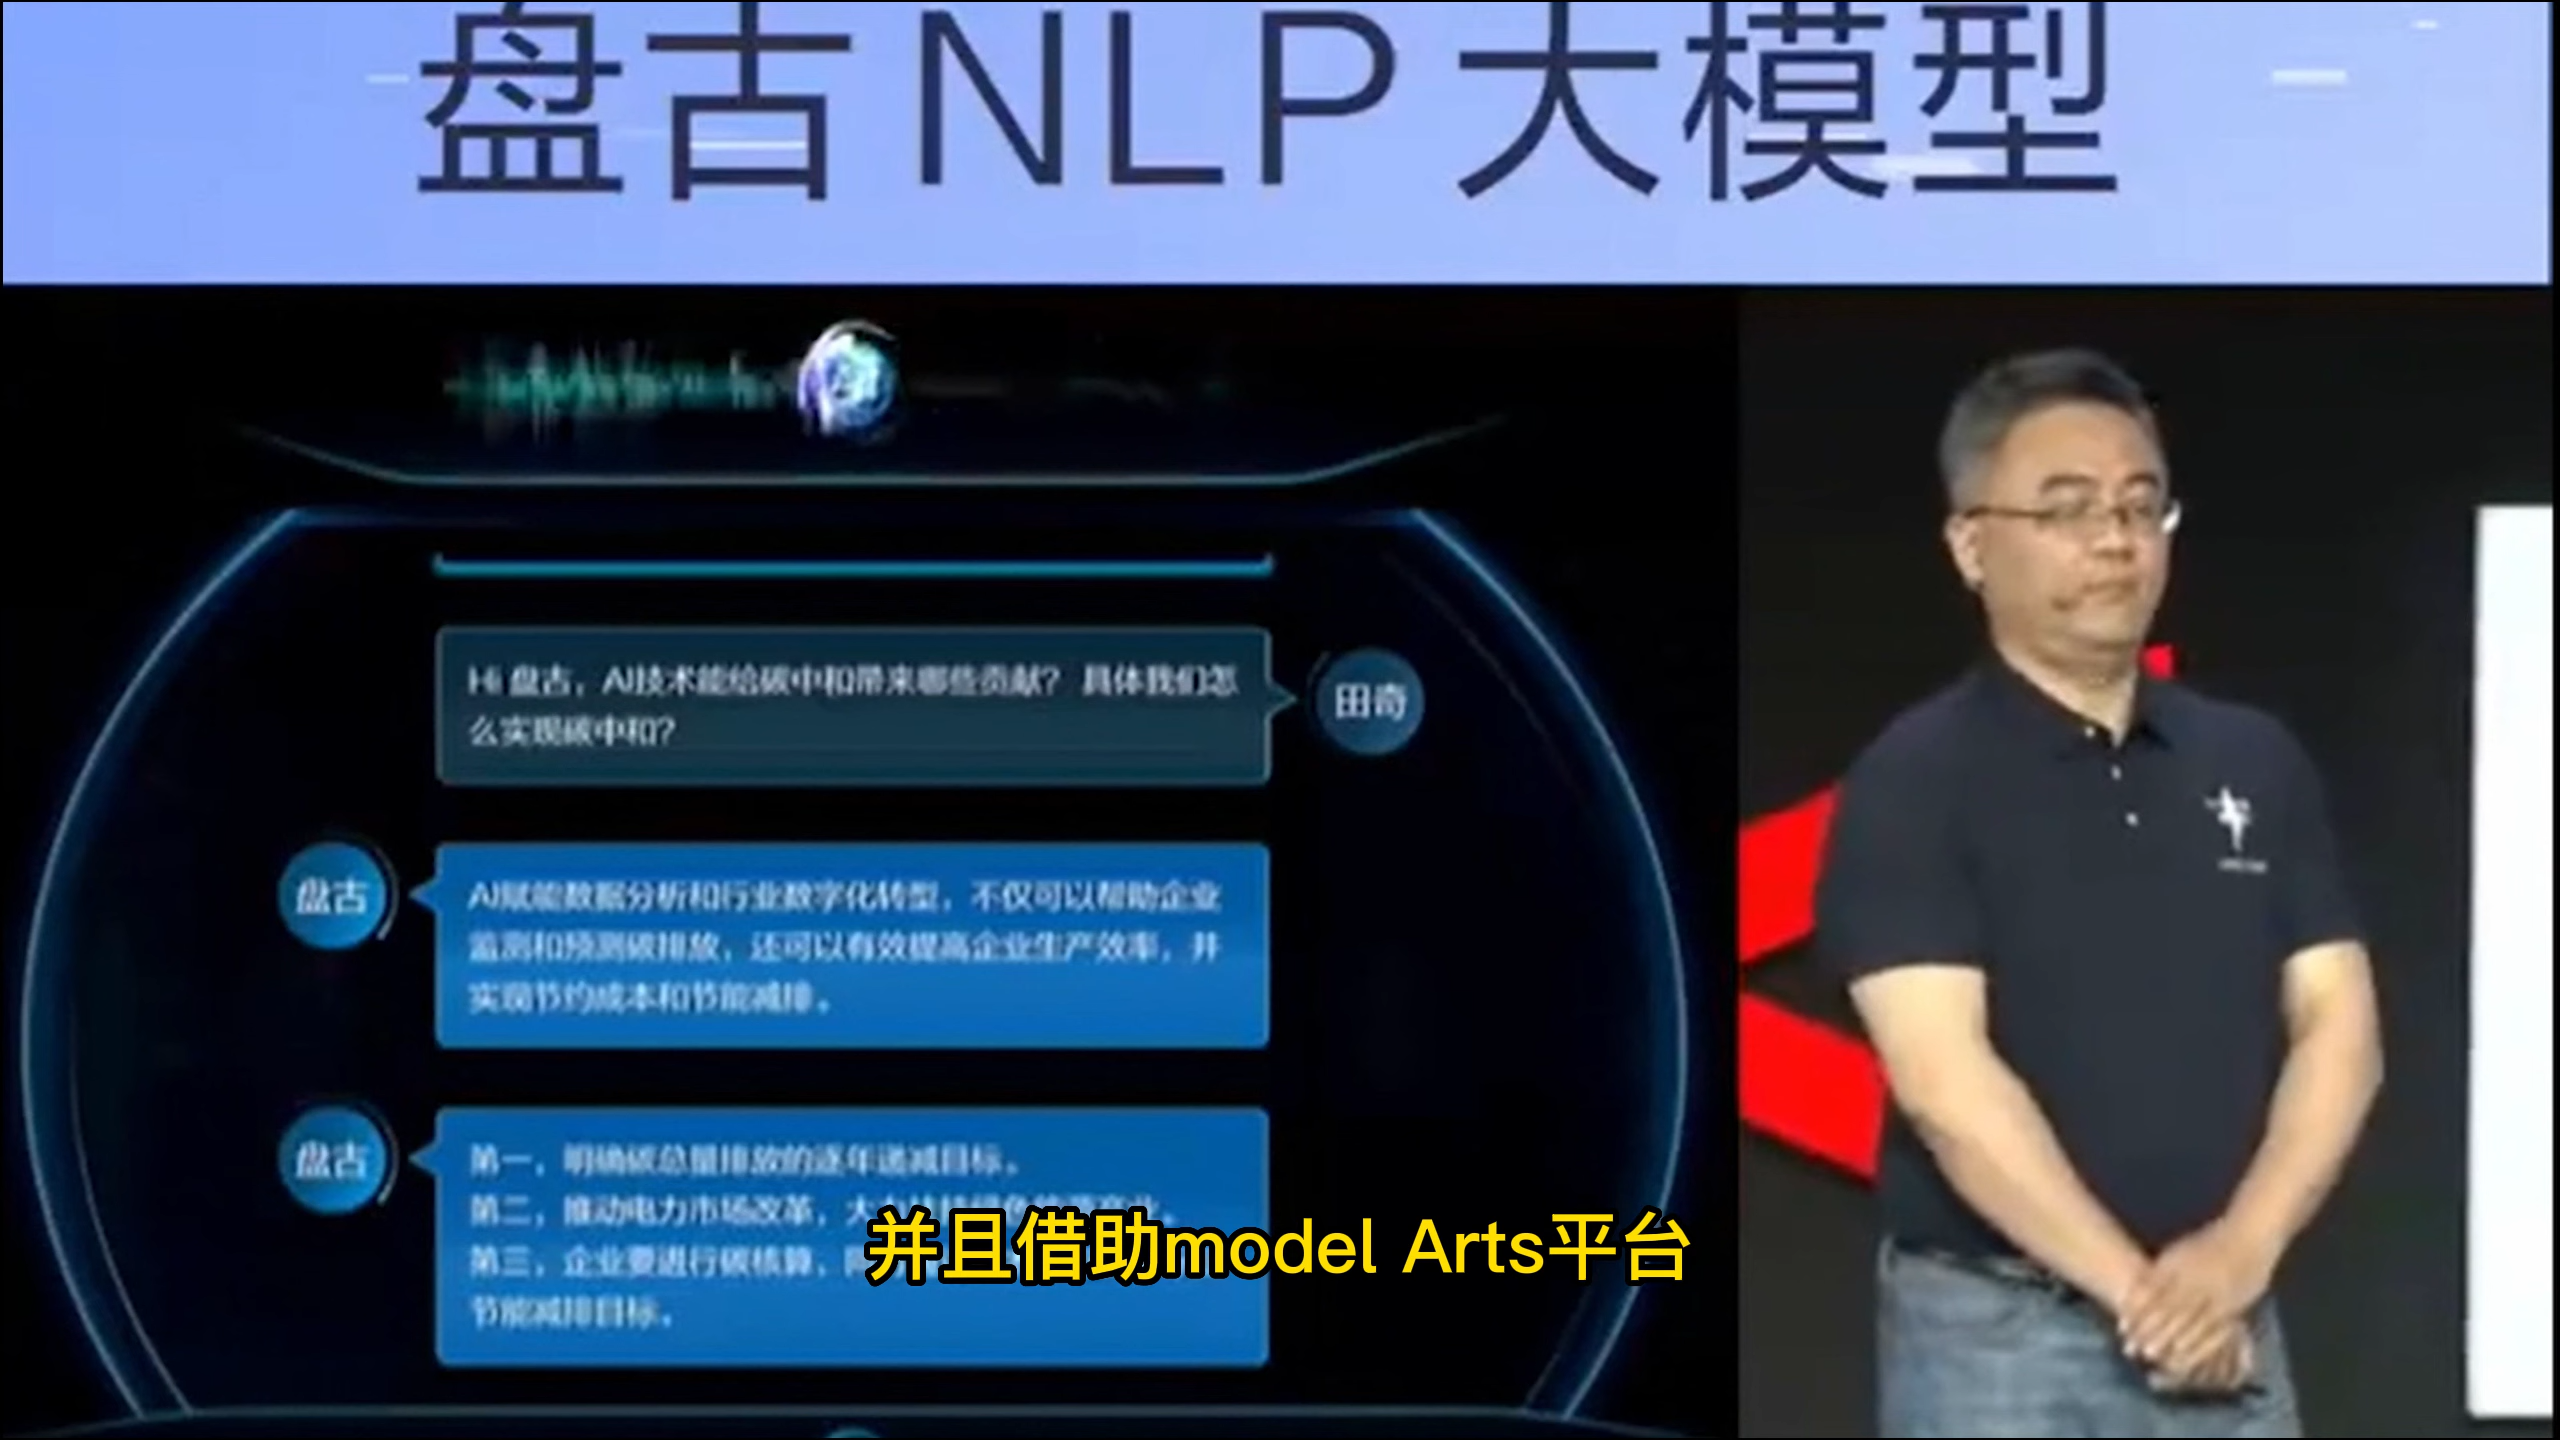 盘古NLP大模型
Hi 盘古，AI技术能给碳中和带来哪些贡献？ 具体我们怎
么实现碳中和？
田奇
盘古
AI赋能数据分析和行业数字化转型，不仅可以帮助企业
监测和预测碳排放，还可以有效提高企业生产效率，并
实现节约成本和节能减排。
盘古
第一，明确碳总量排放的逐年递减目标。
第二，推动电力市场改革，大
第三，企业要进行碳核算，
节能减排目标。
并且借助model Arts平台